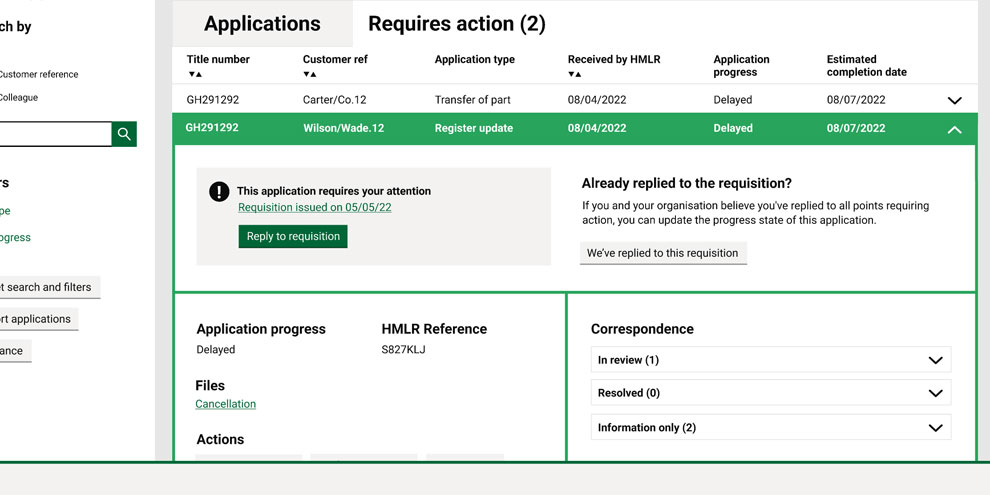 ch by
Customer reference
Colleague
rs
pe
ogress
t search and filters
rt applications
ance
Applications
Requires action (2)
Title number
Customer ref
Application type
Received by HMLR
Application
progress
Estimated
completion date
▼▲
▼▲
▼▲
GH291292 Carter/Co.12 Transfer of part 08/04/2022 Delayed 08/07/2022
GH291292 Wilson/Wade.12 Register update 08/04/2022 Delayed 08/07/2022
! This application requires your attention
Requisition issued on 05/05/22
Reply to requisition
Already replied to the requisition?
If you and your organisation believe you've replied to all points requiring
action, you can update the progress state of this application.
We've replied to this requisition
Application progress
Delayed
HMLR Reference
S827KLJ
Files
Cancellation
Actions
Correspondence
In review (1)
Resolved (0)
Information only (2)